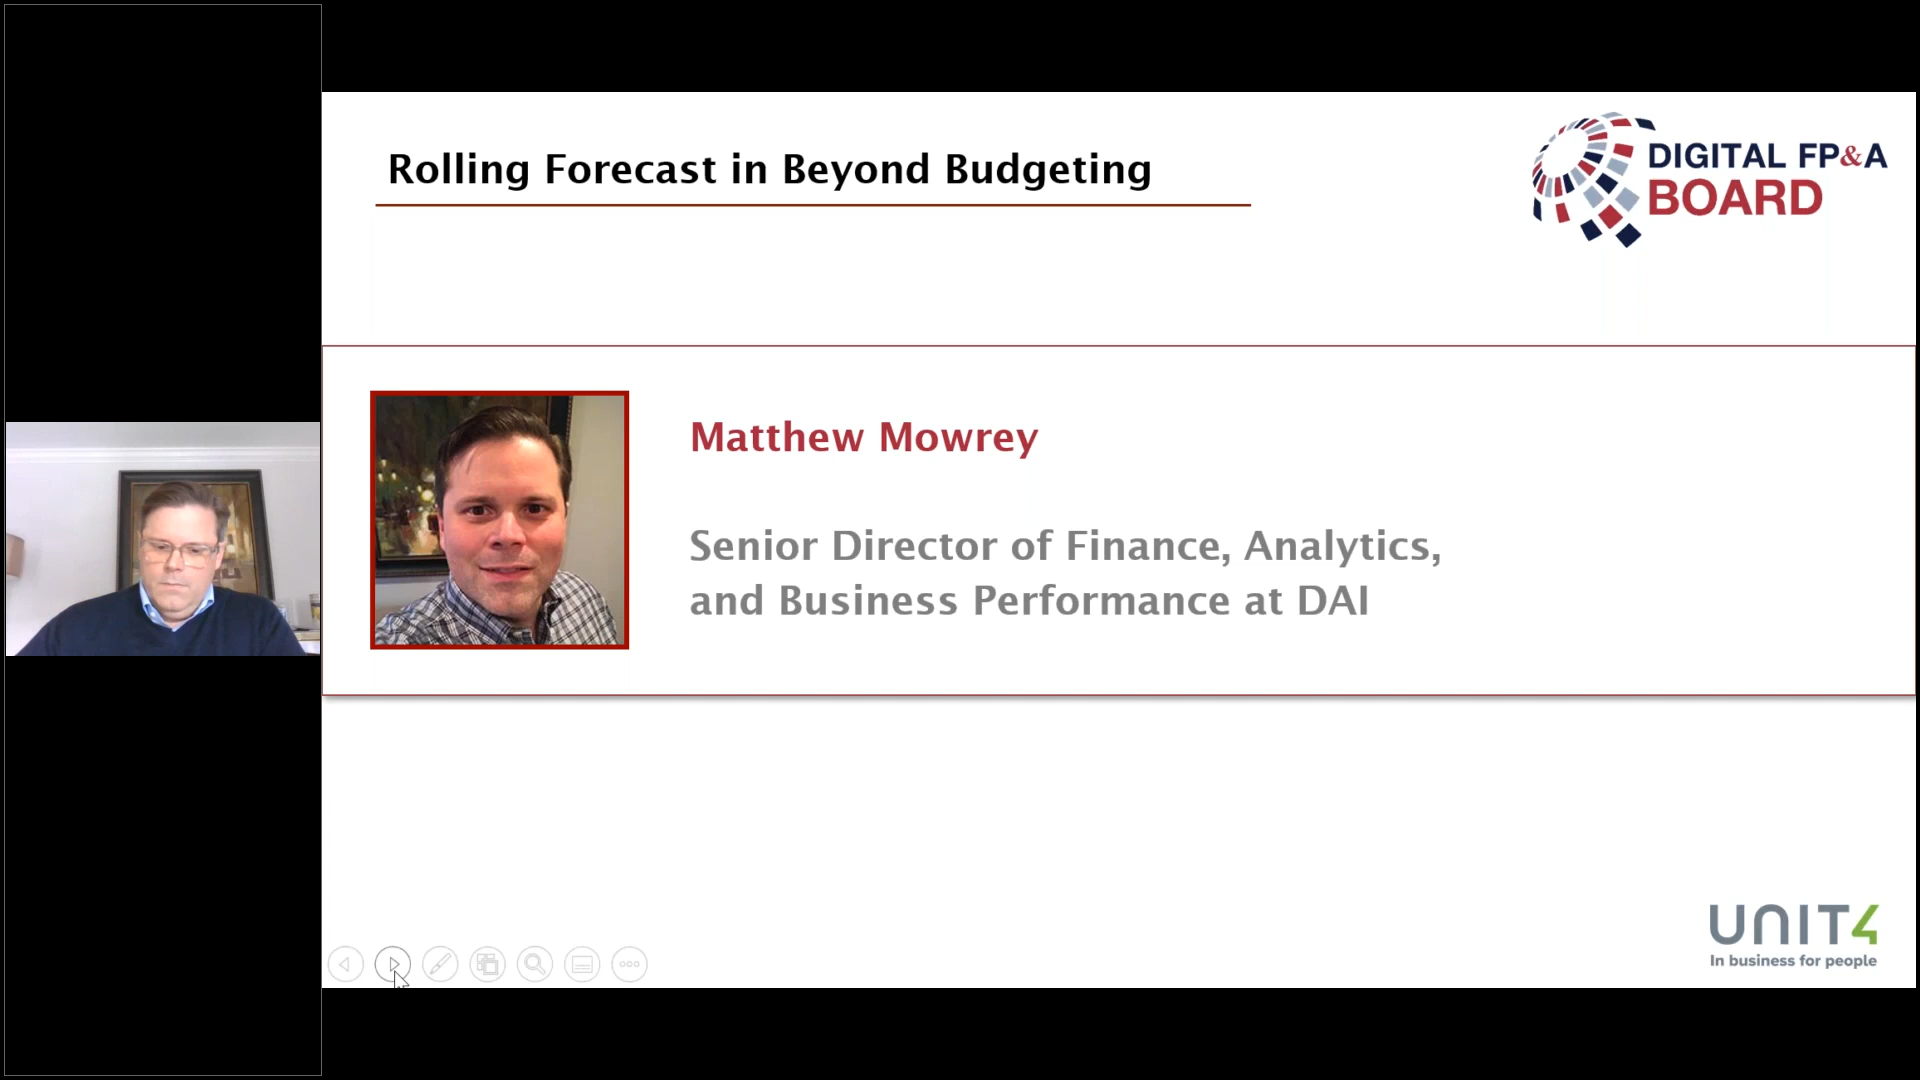 Rolling Forecast in Beyond Budgeting
DIGITAL FP&A
BOARD
Matthew Mowrey
Senior Director of Finance, Analytics,
and Business Performance at DAI
UNIT4
In business for people